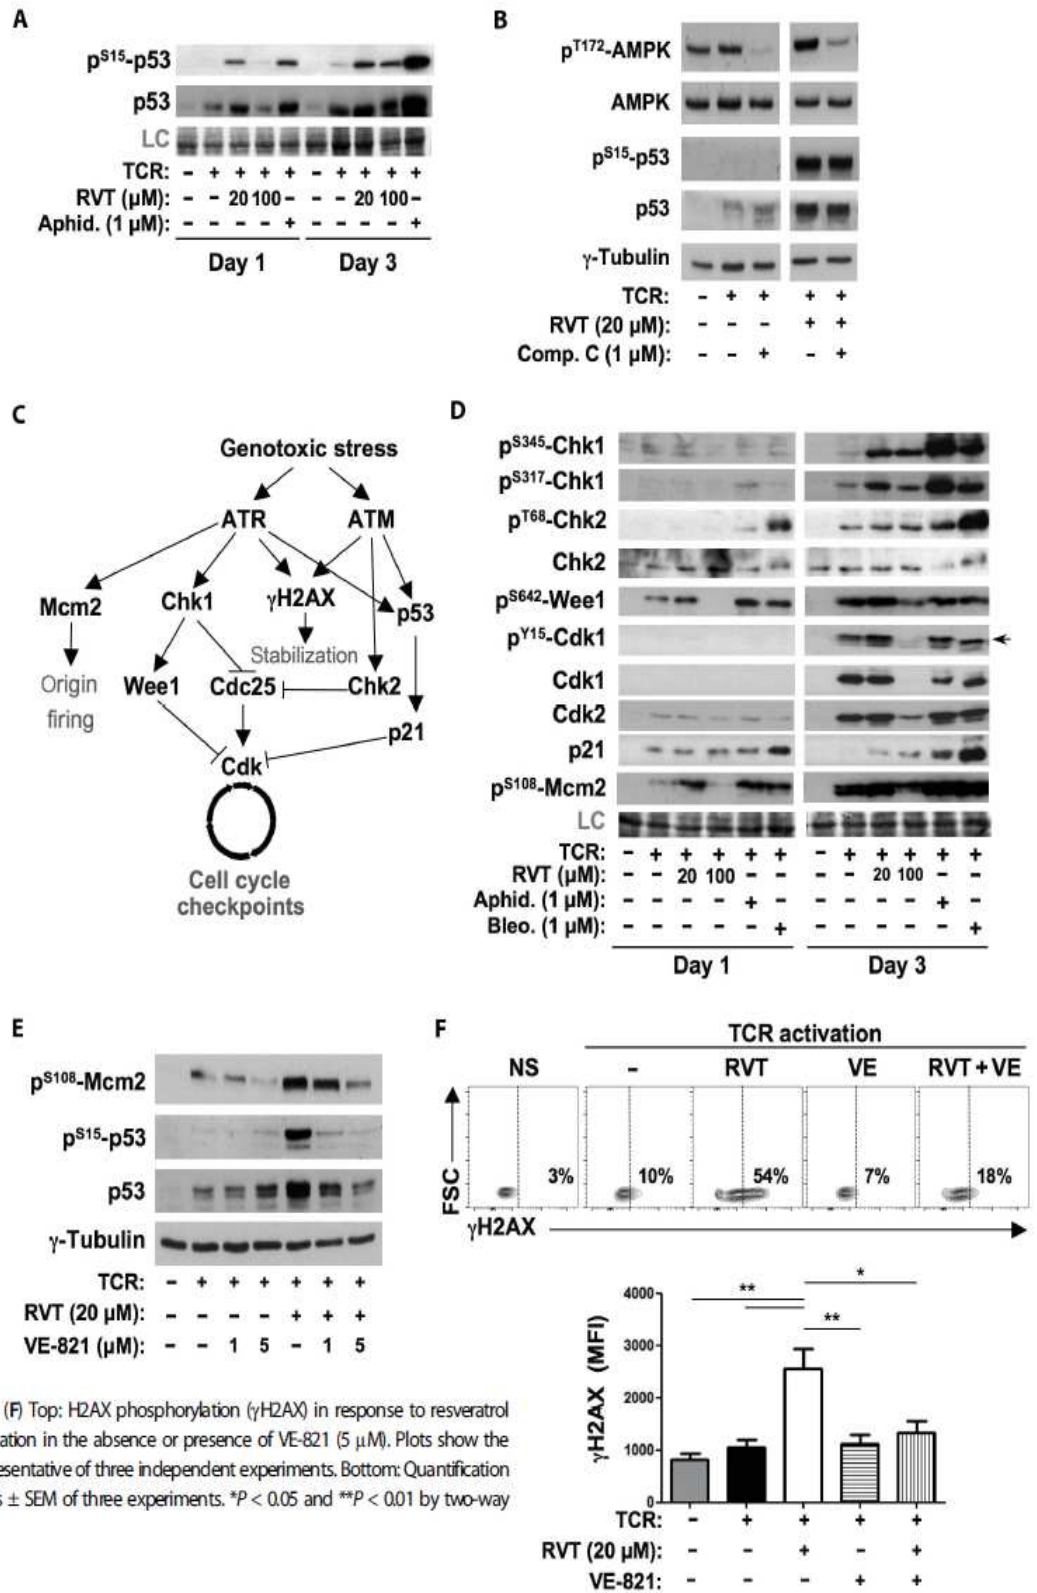 A
pS15-p53
p53
LC
TCR: - + + + + - + + + +
RVT (µM): - - 20 100 - - - 20 100 -
Aphid. (1 µM): - - - - + - - - - +
Day 1 Day 3
B
pT172-AMPK
AMPK
pS15-p53
p53
γ-Tubulin
TCR: - + + + +
RVT (20 µM): - - - + +
Comp. C (1 µM): - - + - +
C
Genotoxic stress
ATR ATM
Mcm2 Chk1 γH2AX p53
Stabilization
Origin
firing
Wee1 Cdc25 Chk2
p21
Cdk
Cell cycle
checkpoints
D
pS345-Chk1
pS317-Chk1
pT68-Chk2
Chk2
pS642-Wee1
pY15-Cdk1
Cdk1
Cdk2
p21
pS108-Mcm2
LC
TCR: - + + + + + - + + + + +
RVT (µM): - - 20 100 - - - - 20 100 - -
Aphid. (1 µM): - - - - + - - - - - + -
Bleo. (1 µM): - - - - - + - - - - - +
Day 1 Day 3
E
pS108-Mcm2
pS15-p53
p53
γ-Tubulin
TCR: - + + + + + +
RVT (20 µM): - - - - + + +
VE-821 (µM): - - 1 5 - 1 5
F
TCR activation
NS - RVT VE RVT + VE
FSC
3% 10% 54% 7% 18%
γH2AX
** *
**
γH2AX (MFI)
4000
3000
2000
1000
0
TCR: - + + + +
RVT (20 µM): - - + - +
VE-821: - - - + +
(F) Top: H2AX phosphorylation (γH2AX) in response to resveratrol
ation in the absence or presence of VE-821 (5 µM). Plots show the
esentative of three independent experiments. Bottom: Quantification
s ± SEM of three experiments. *P < 0.05 and **P < 0.01 by two-way